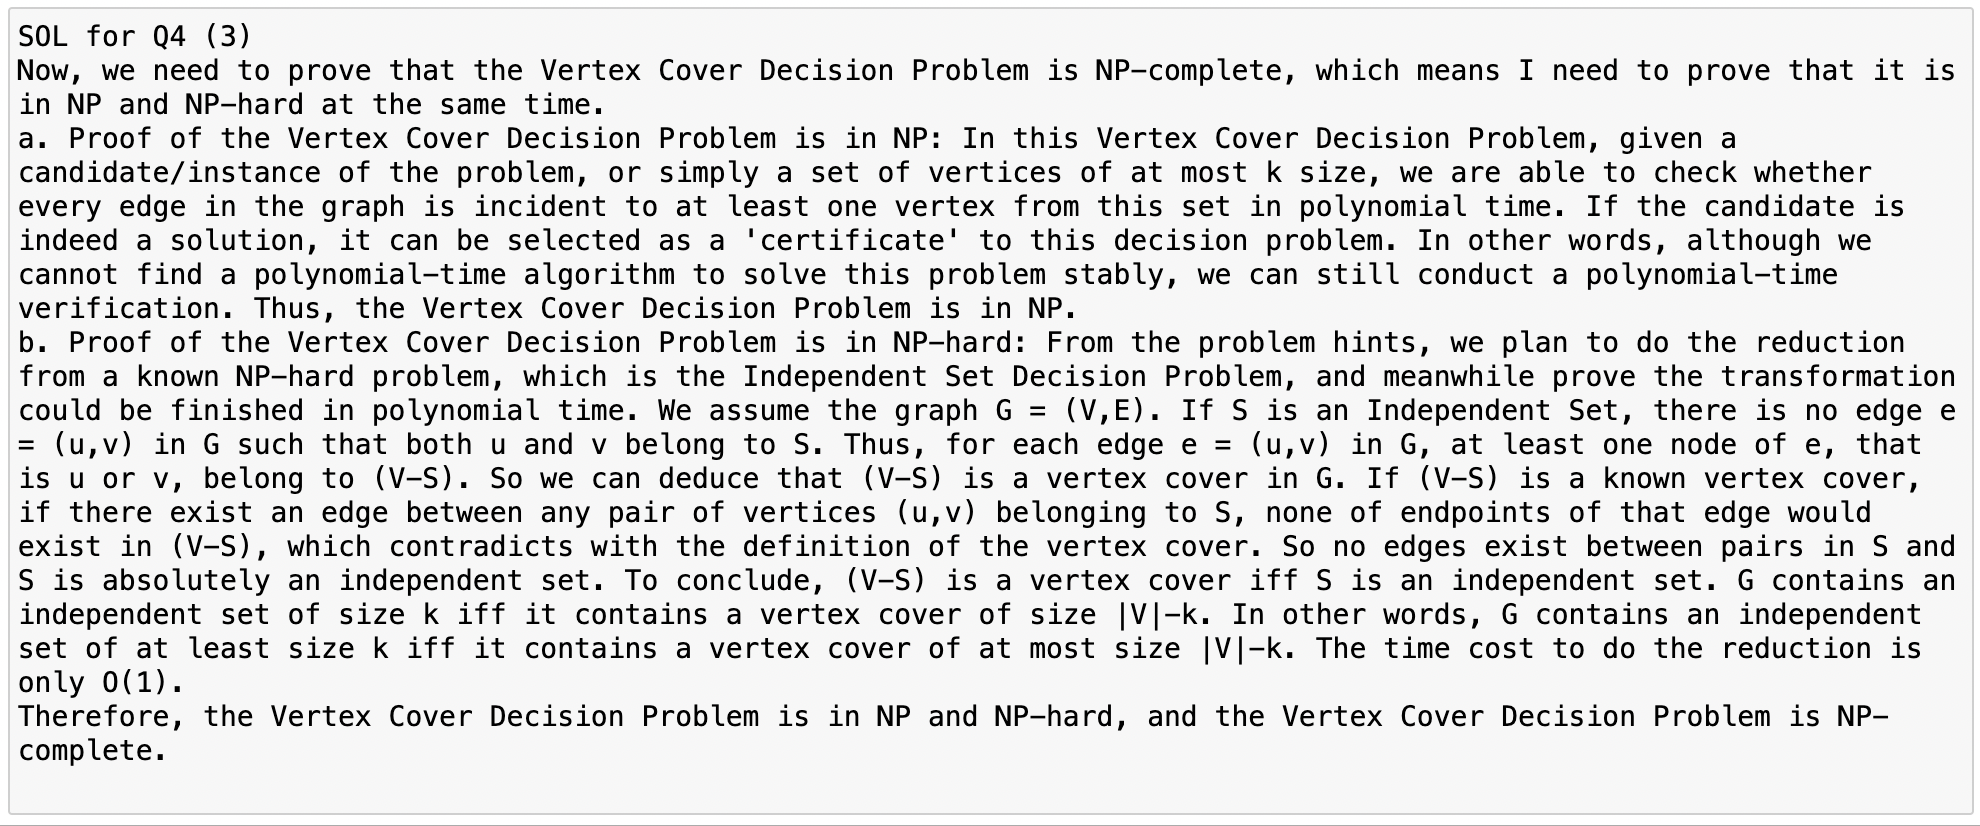 SOL for Q4 (3)
Now, we need to prove that the Vertex Cover Decision Problem is NP-complete, which means I need to prove that it is
in NP and NP-hard at the same time.
a. Proof of the Vertex Cover Decision Problem is in NP: In this Vertex Cover Decision Problem, given a
candidate/instance of the problem, or simply a set of vertices of at most k size, we are able to check whether
every edge in the graph is incident to at least one vertex from this set in polynomial time. If the candidate is
indeed a solution, it can be selected as a 'certificate' to this decision problem. In other words, although we
cannot find a polynomial-time algorithm to solve this problem stably, we can still conduct a polynomial-time
verification. Thus, the Vertex Cover Decision Problem is in NP.
b. Proof of the Vertex Cover Decision Problem is in NP-hard: From the problem hints, we plan to do the reduction
from a known NP-hard problem, which is the Independent Set Decision Problem, and meanwhile prove the transformation
could be finished in polynomial time. We assume the graph G = (V,E). If S is an Independent Set, there is no edge e
= (u,v) in G such that both u and v belong to S. Thus, for each edge e = (u,v) in G, at least one node of e, that
is u or v, belong to (V-S). So we can deduce that (V-S) is a vertex cover in G. If (V-S) is a known vertex cover,
if there exist an edge between any pair of vertices (u,v) belonging to S, none of endpoints of that edge would
exist in (V-S), which contradicts with the definition of the vertex cover. So no edges exist between pairs in S and
S is absolutely an independent set. To conclude, (V-S) is a vertex cover iff S is an independent set. G contains an
independent set of size k iff it contains a vertex cover of size |V|-k. In other words, G contains an independent
set of at least size k iff it contains a vertex cover of at most size |V|-k. The time cost to do the reduction is
only O(1).
Therefore, the Vertex Cover Decision Problem is in NP and NP-hard, and the Vertex Cover Decision Problem is NP-
complete.